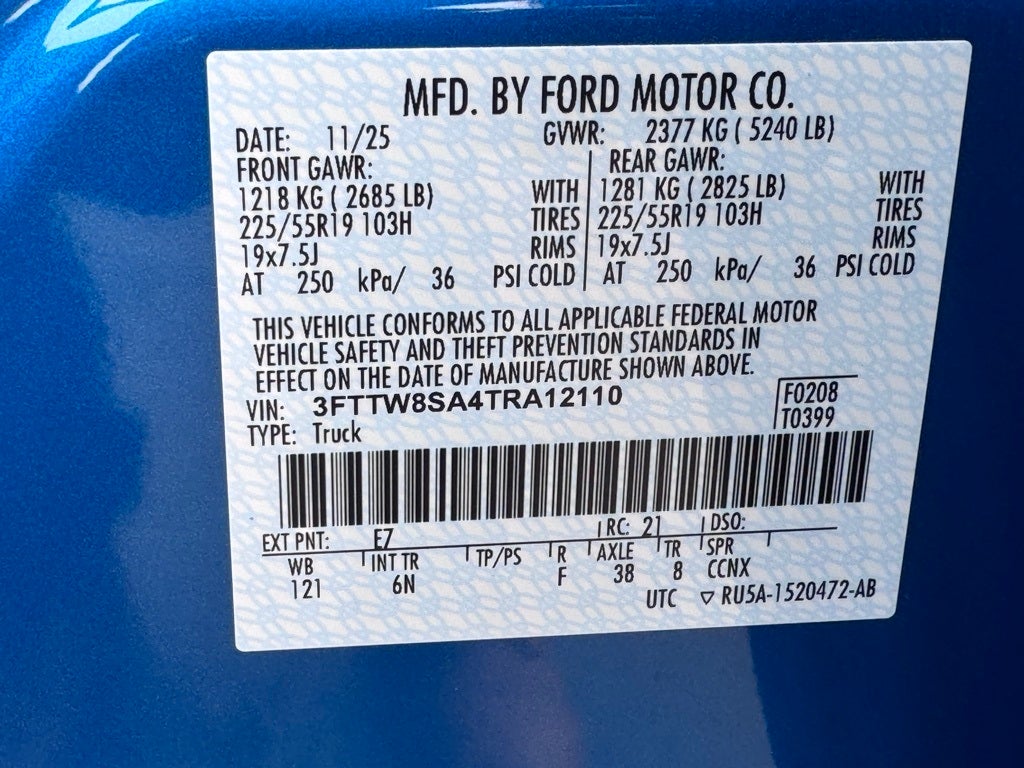 MFD. BY FORD MOTOR CO.
DATE: 11/25 GVWR: 2377 KG ( 5240 LB)
FRONT GAWR: REAR GAWR:
1218 KG ( 2685 LB) WITH 1281 KG ( 2825 LB) WITH
225/55R19 103H TIRES 225/55R19 103H TIRES
19x7.5J RIMS 19x7.5J RIMS
AT 250 kPa/ 36 PSI COLD AT 250 kPa/ 36 PSI COLD
THIS VEHICLE CONFORMS TO ALL APPLICABLE FEDERAL MOTOR
VEHICLE SAFETY AND THEFT PREVENTION STANDARDS IN
EFFECT ON THE DATE OF MANUFACTURE SHOWN ABOVE.
VIN: 3FTTW8SA4TRA12110 F0208
TYPE: Truck T0399
EXT PNT: E7 RC: 21 DSO:
WB INT TR TP/PS R AXLE TR SPR
121 6N F 38 8 CCNX
UTC ▽ RU5A-1520472-AB